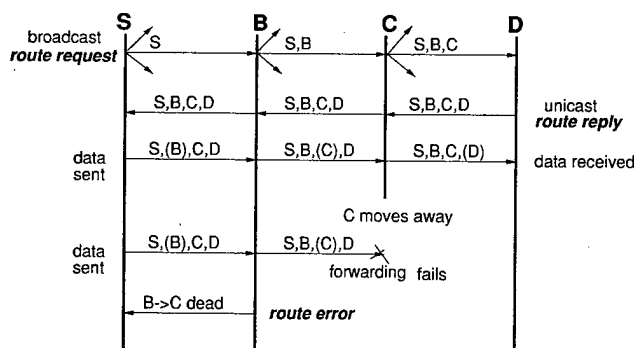 S B C D
broadcast
route request
S S,B S,B,C
S,B,C,D S,B,C,D S,B,C,D
unicast
route reply
data
sent
S,(B),C,D S,B,(C),D S,B,C,(D)
data received
C moves away
data
sent
S,(B),C,D S,B,(C),D
forwarding fails
B->C dead
route error